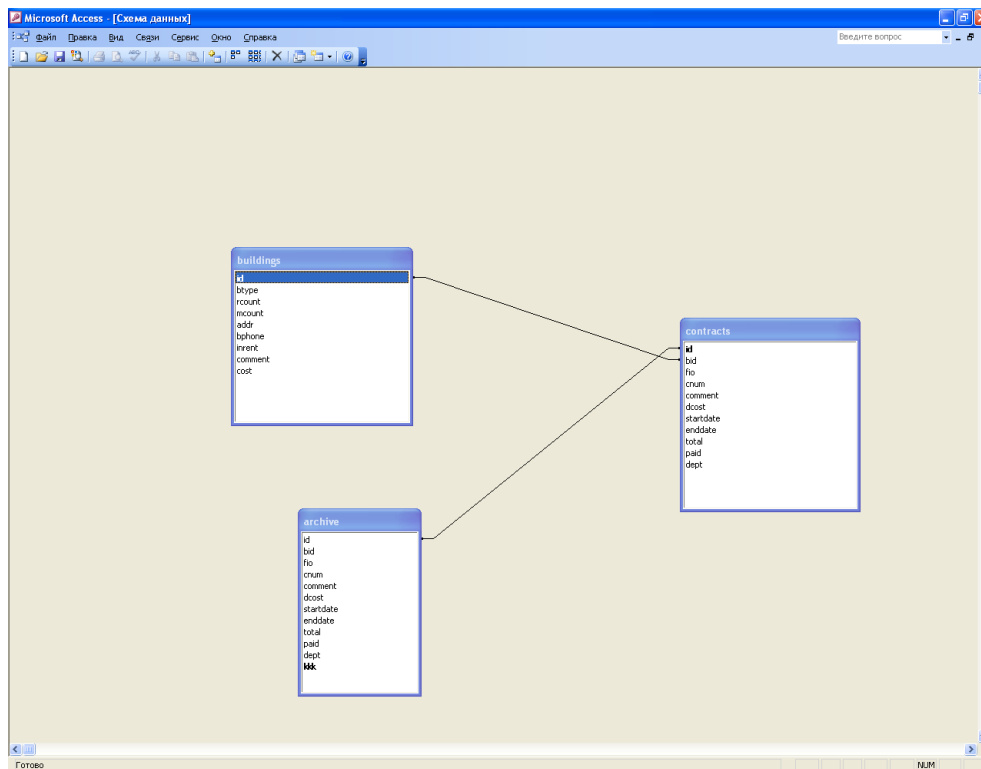 Microsoft Access - [Схема данных]
Файл Правка Вид Связи Сервис Окно Справка
Введите вопрос
buildings
id
btype
rcount
mcount
addr
bphone
inrent
comment
cost
contracts
id
bid
fio
cnum
comment
dcost
startdate
enddate
total
paid
dept
archive
id
bid
fio
cnum
comment
dcost
startdate
enddate
total
paid
dept
kkk
Готово
NUM